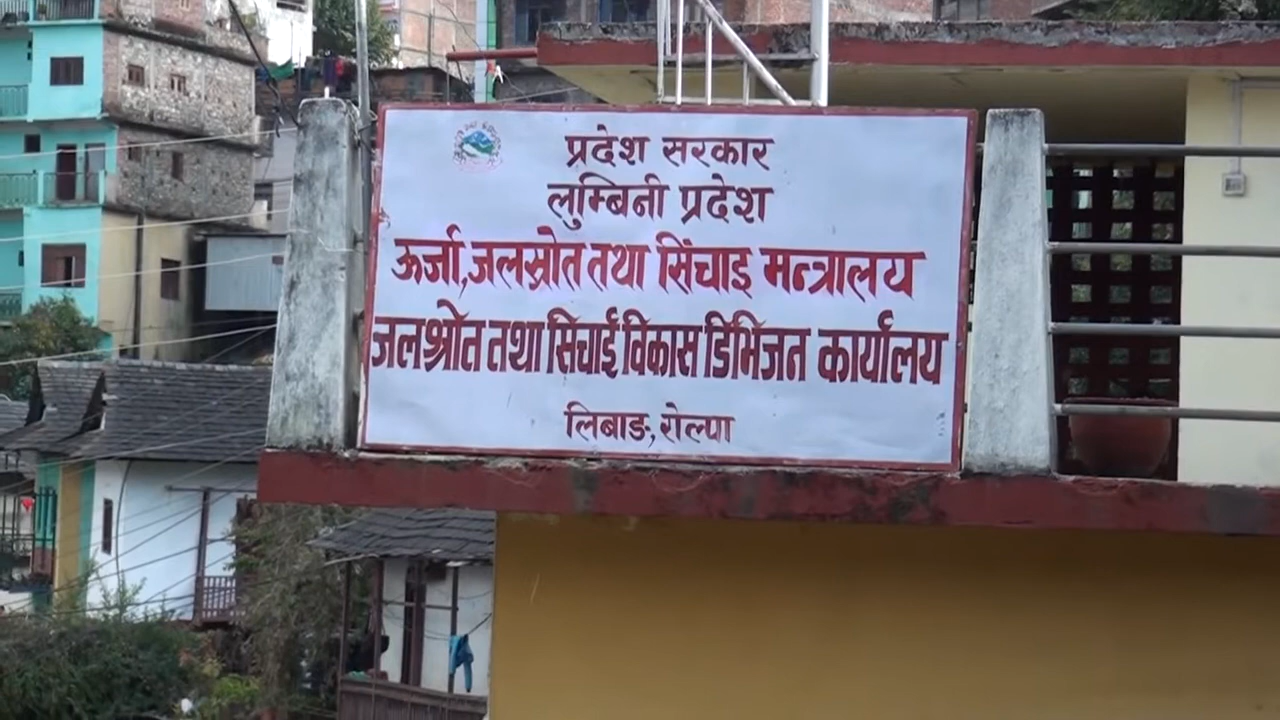 प्रदेश सरकार
लुम्बिनी प्रदेश
ऊर्जा,जलस्रोत तथा सिंचाइ मन्त्रालय
जलश्रोत तथा सिचाई विकास डिभिजन कार्यालय
लिबाङ,रोल्पा